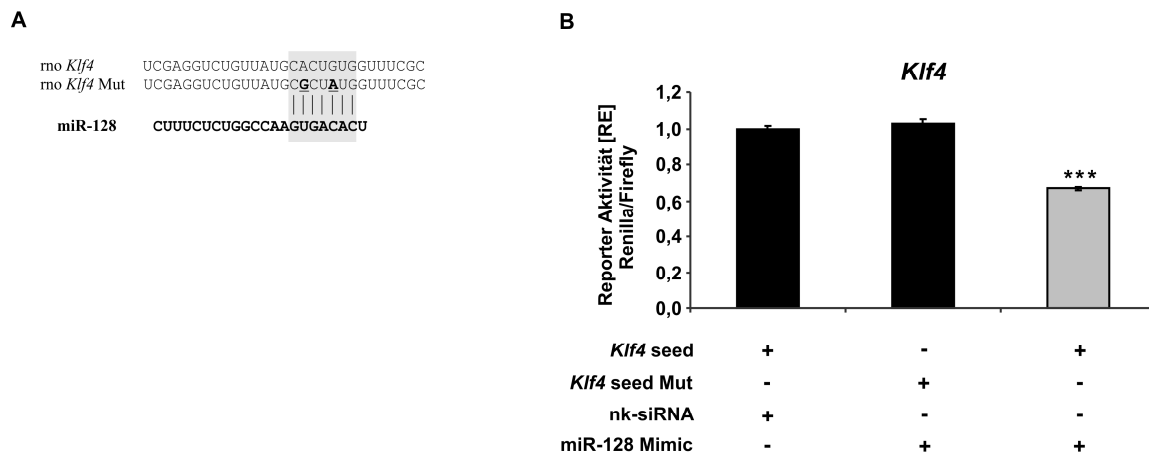 A
rno Klf4 UCGAGGUCUGUUAUGCACUGUGGUUUCGC
rno Klf4 Mut UCGAGGUCUGUUAUGCGCUAUGGUUUCGC
miR-128 CUUUCUCUGGCCAAGUGACACU
B
Klf4
Reporter Aktivität [RE]
Renilla/Firefly
1,2
1,0
0,8
0,6
0,4
0,2
0,0
***
Klf4 seed + - +
Klf4 seed Mut - + -
nk-siRNA + - -
miR-128 Mimic - + +